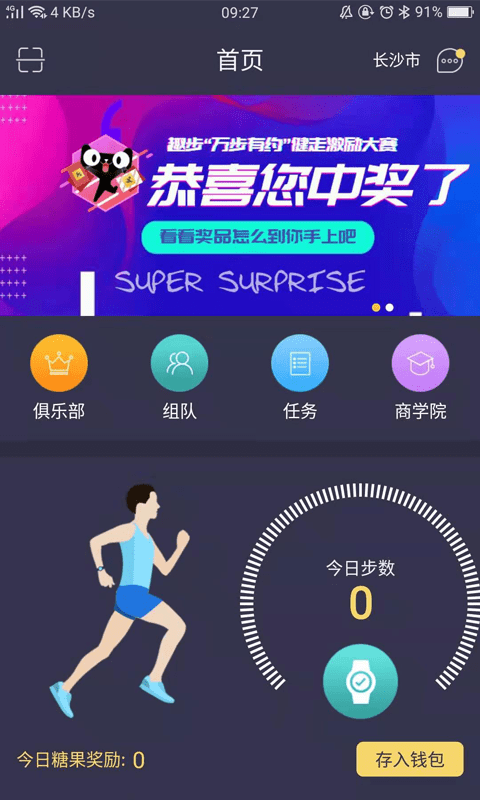 4G 4 KB/s 09:27 91%
首页 长沙市
趣步“万步有约”健走激励大赛
恭喜您中奖了
看看奖品怎么到你手上吧
SUPER SURPRISE
俱乐部 组队 任务 商学院
今日步数
0
今日糖果奖励: 0 存入钱包